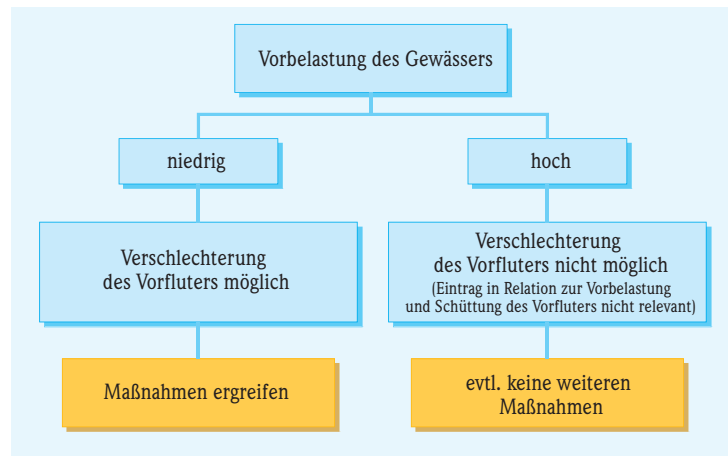 Vorbelastung des Gewässers
niedrig
hoch
Verschlechterung
des Vorfluters möglich
Verschlechterung
des Vorfluters nicht möglich
(Eintrag in Relation zur Vorbelastung
und Schüttung des Vorfluters nicht relevant)
Maßnahmen ergreifen
evtl. keine weiteren
Maßnahmen